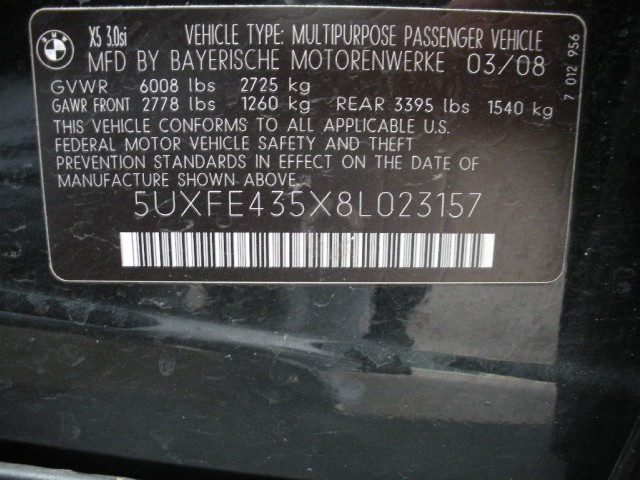 BMW
X5 3.0si VEHICLE TYPE: MULTIPURPOSE PASSENGER VEHICLE
MFD BY BAYERISCHE MOTORENWERKE 03/08
GVWR 6008 lbs 2725 kg
GAWR FRONT 2778 lbs 1260 kg REAR 3395 lbs 1540 kg
THIS VEHICLE CONFORMS TO ALL APPLICABLE U.S.
FEDERAL MOTOR VEHICLE SAFETY AND THEFT
PREVENTION STANDARDS IN EFFECT ON THE DATE OF
MANUFACTURE SHOWN ABOVE.
5UXFE435X8L023157
7 012 956